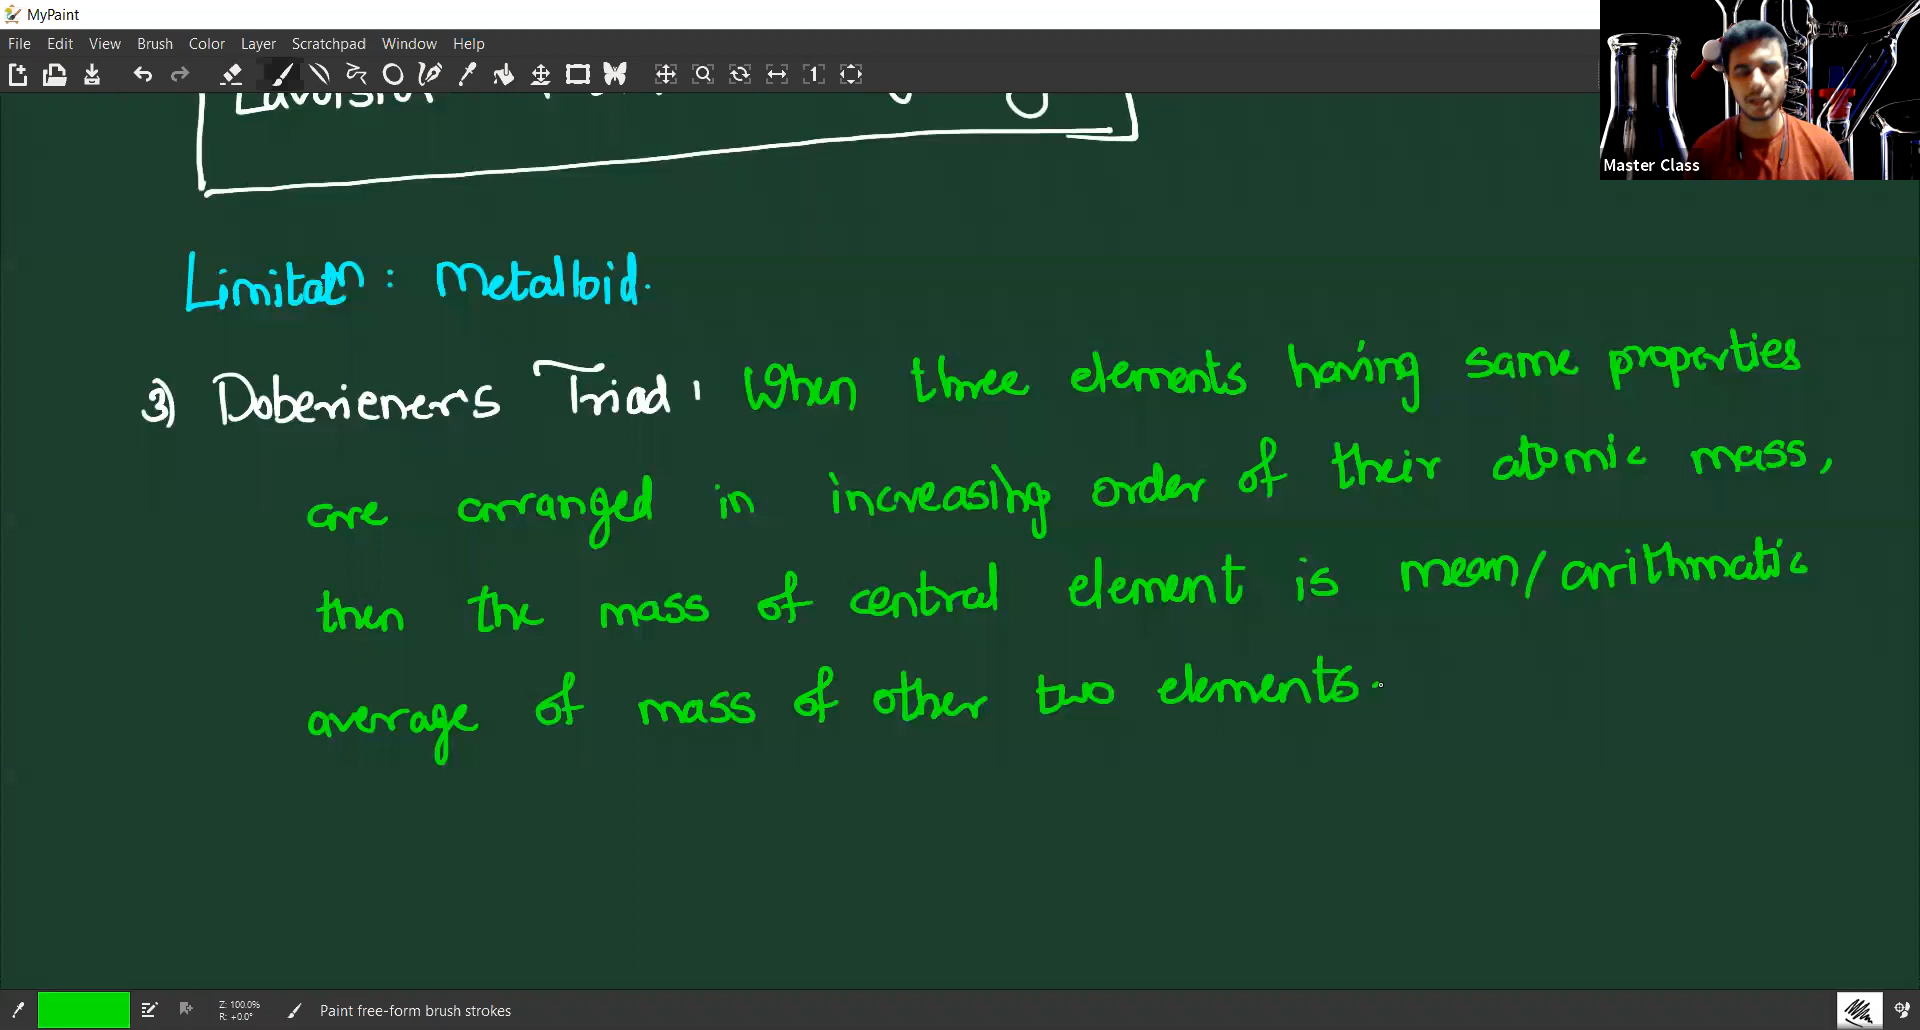 MyPaint
File Edit View Brush Color Layer Scratchpad Window Help
Master Class
Limitatn : Metalloid.
3) Doberieners Triad : When three elements having same properties
are arranged in increasing order of their atomic mass,
then the mass of central element is mean/arithmatic
average of mass of other two elements.
Z: 100.0%
R: +0.0°
Paint free-form brush strokes